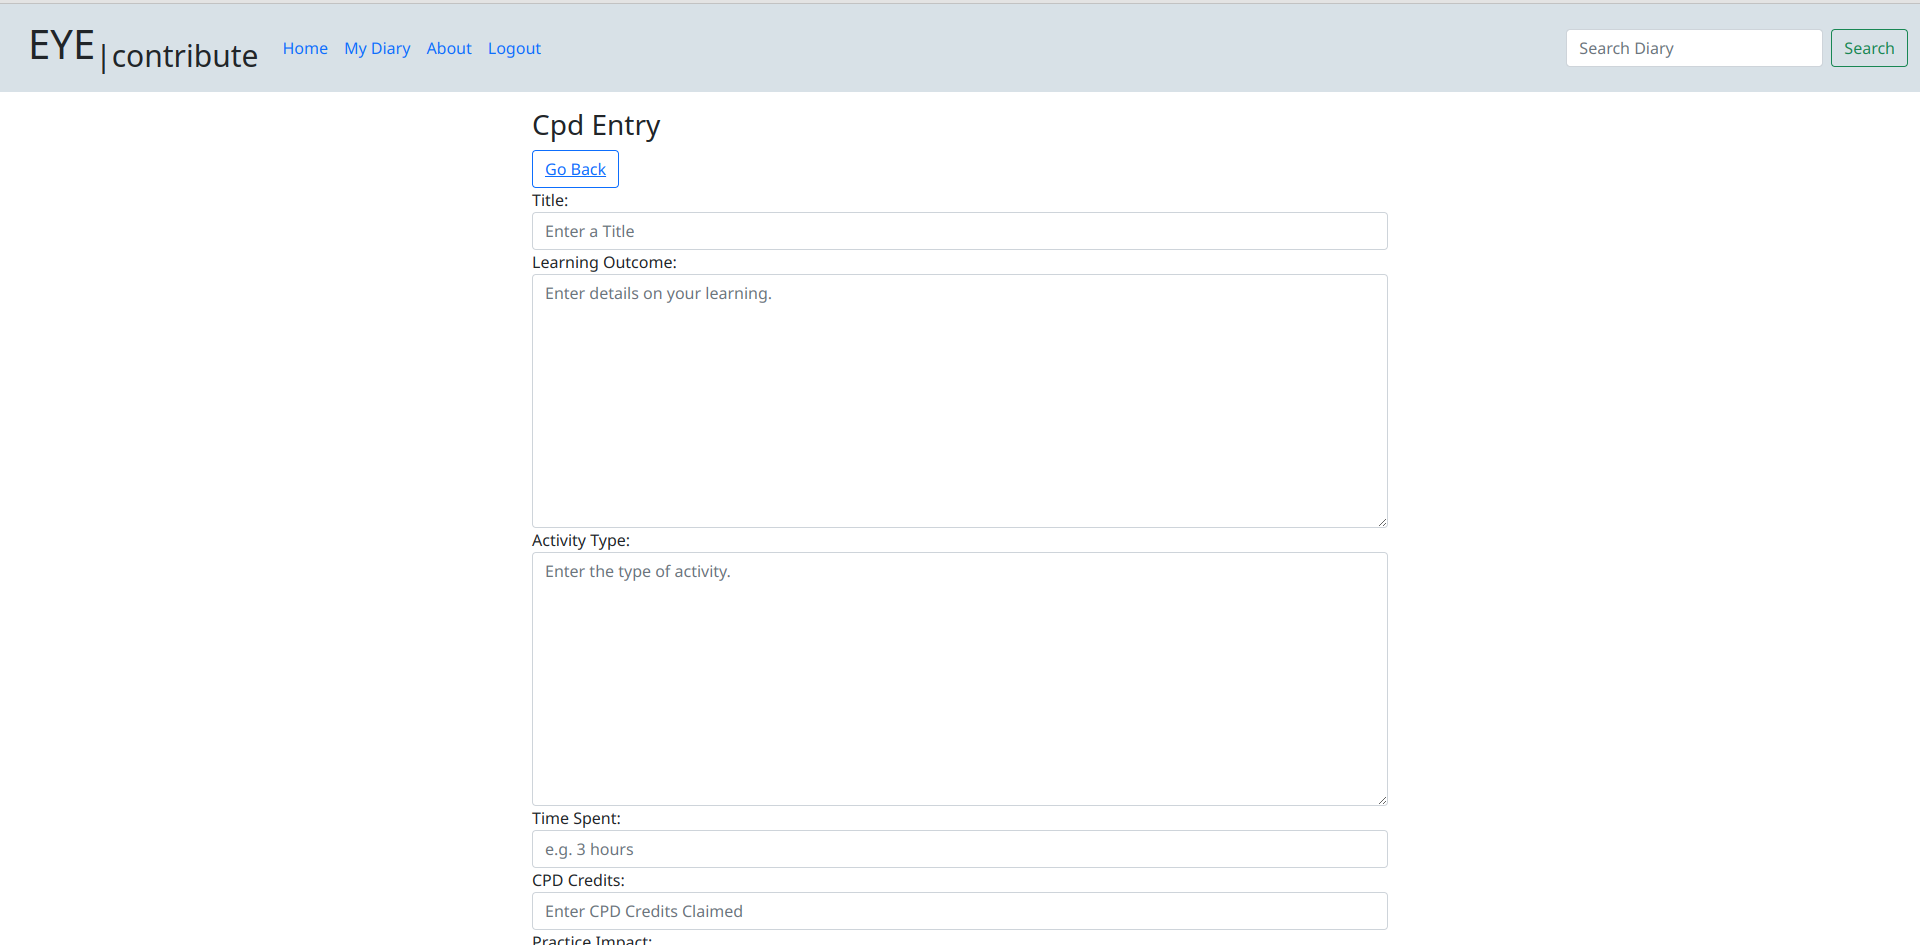 EYE|contribute Home My Diary About Logout Search Diary Search
Cpd Entry
Go Back
Title:
Enter a Title
Learning Outcome:
Enter details on your learning.
Activity Type:
Enter the type of activity.
Time Spent:
e.g. 3 hours
CPD Credits:
Enter CPD Credits Claimed
Practice Impact: